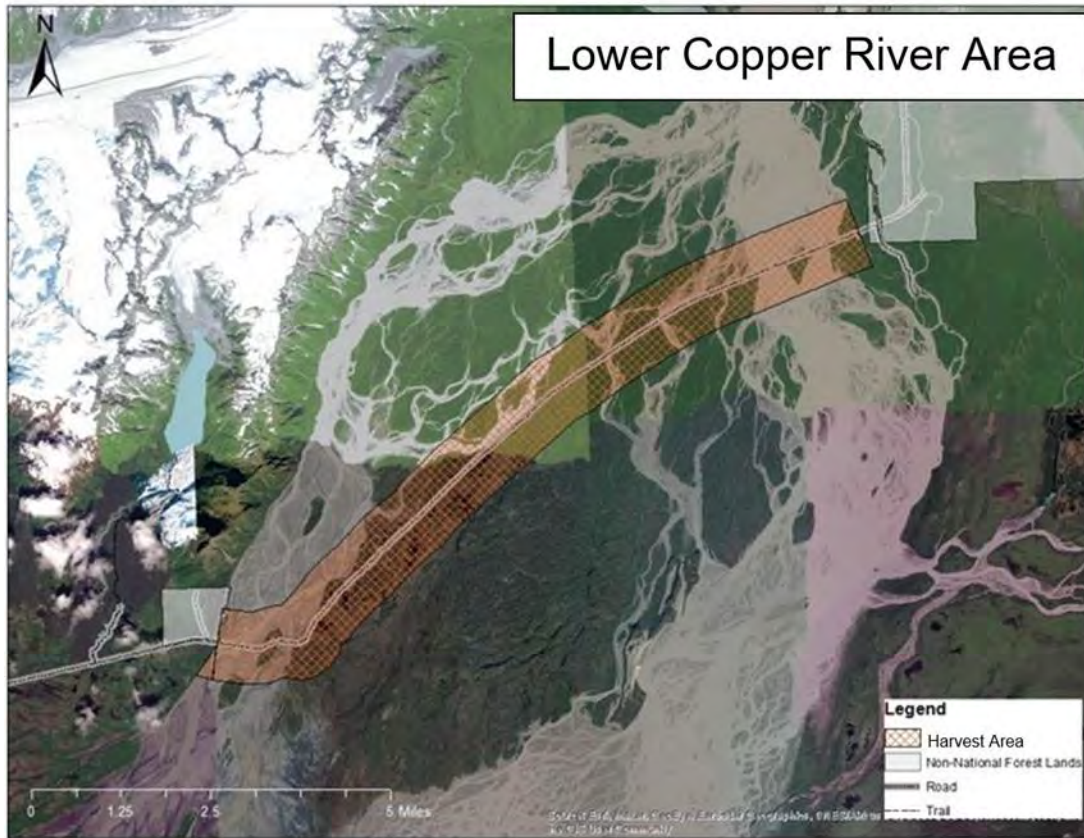 N
Lower Copper River Area
Legend
Harvest Area
Non-National Forest Lands
Road
Trail
0 1.25 2.5 5 Miles